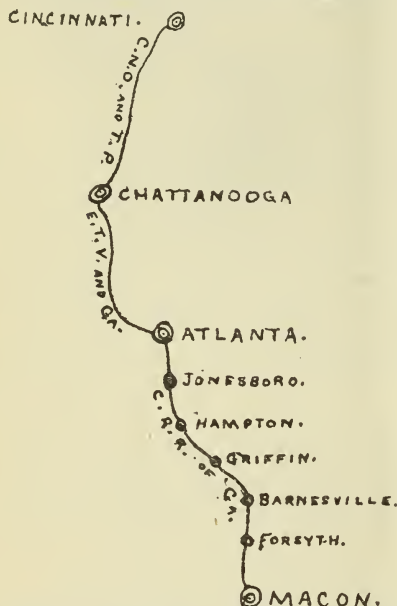 CINCINNATI.
C.N.O. AND T.P.
CHATTANOOGA
E.T.V. AND GA.
ATLANTA.
JONESBORO.
C.R.R. OF GA.
HAMPTON.
GRIFFIN.
BARNESVILLE.
FORSYTH.
MACON.